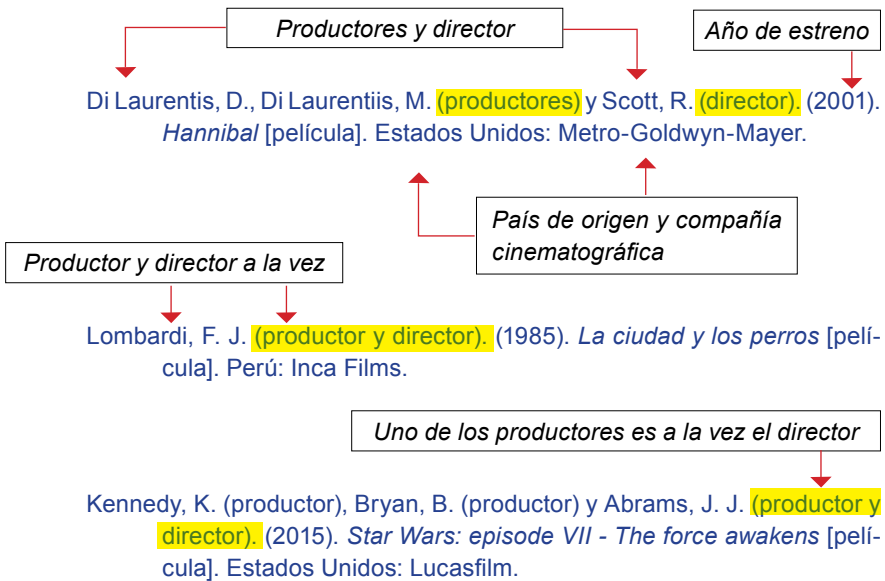 Productores y director
Año de estreno
Di Laurentis, D., Di Laurentiis, M. (productores) y Scott, R. (director). (2001).
Hannibal [película]. Estados Unidos: Metro-Goldwyn-Mayer.
País de origen y compañía
cinematográfica
Productor y director a la vez
Lombardi, F. J. (productor y director). (1985). La ciudad y los perros [pelí-
cula]. Perú: Inca Films.
Uno de los productores es a la vez el director
Kennedy, K. (productor), Bryan, B. (productor) y Abrams, J. J. (productor y
director). (2015). Star Wars: episode VII - The force awakens [pelí-
cula]. Estados Unidos: Lucasfilm.